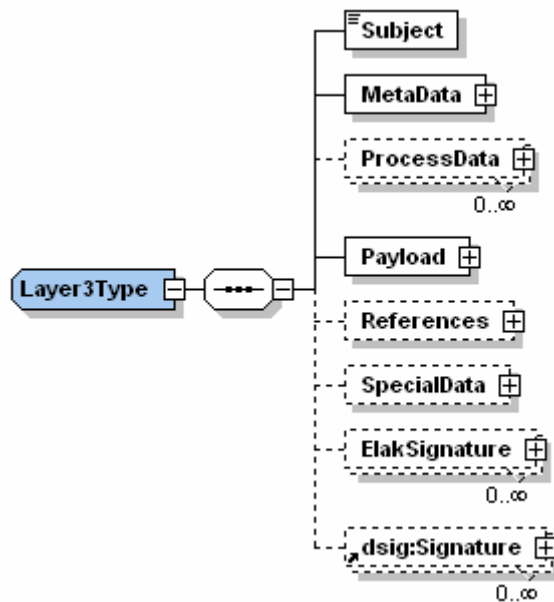 Subject
MetaData
ProcessData
0..∞
Payload
Layer3Type
References
SpecialData
ElakSignature
0..∞
dsig:Signature
0..∞